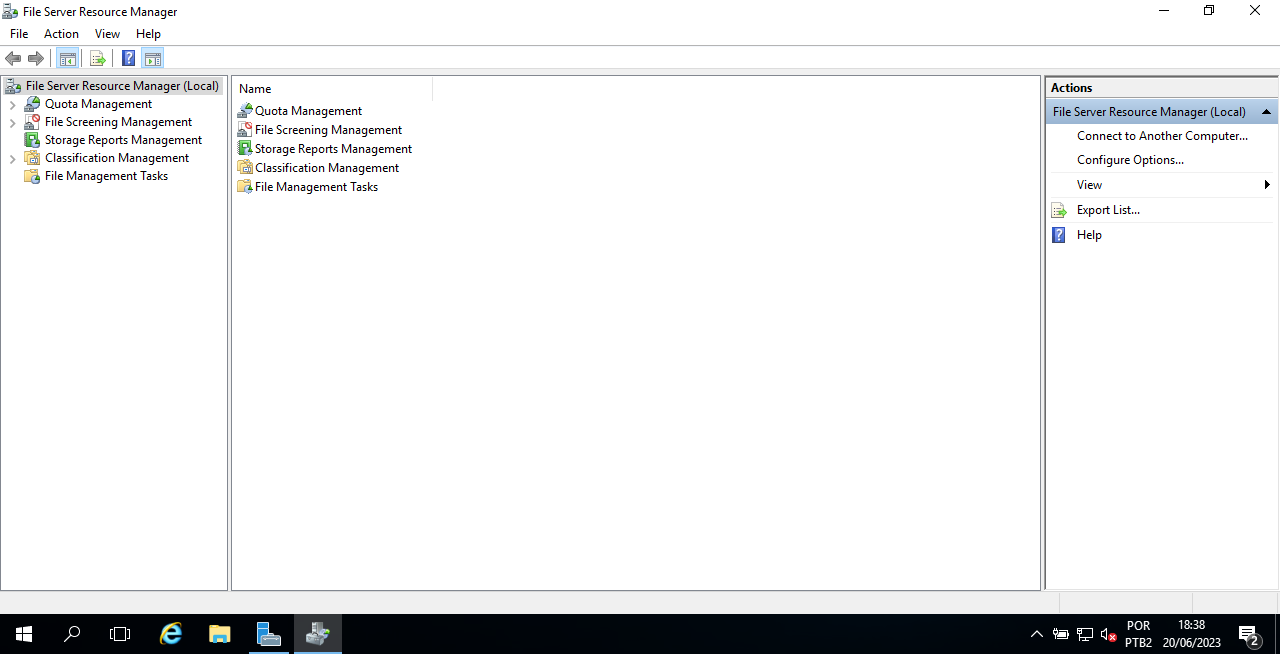 File Server Resource Manager
File Action View Help
File Server Resource Manager (Local)
Quota Management
File Screening Management
Storage Reports Management
Classification Management
File Management Tasks
Name
Quota Management
File Screening Management
Storage Reports Management
Classification Management
File Management Tasks
Actions
File Server Resource Manager (Local)
Connect to Another Computer...
Configure Options...
View
Export List...
Help
POR
PTB2
18:38
20/06/2023
2